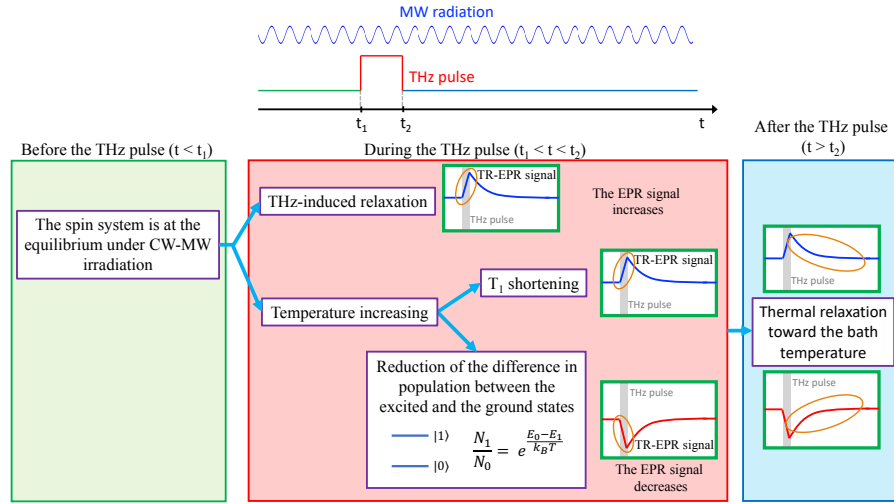 MW radiation
THz pulse
t1
t2
t
Before the THz pulse (t < t1)
During the THz pulse (t1 < t < t2)
After the THz pulse
(t > t2)
The spin system is at the
equilibrium under CW-MW
irradiation
THz-induced relaxation
TR-EPR signal
THz pulse
The EPR signal
increases
Temperature increasing
T1 shortening
TR-EPR signal
THz pulse
Reduction of the difference in
population between the
excited and the ground states
|1⟩
|0⟩
N1/N0 = e^((E0−E1)/(kBT))
THz pulse
TR-EPR signal
The EPR signal
decreases
THz pulse
Thermal relaxation
toward the bath
temperature
THz pulse